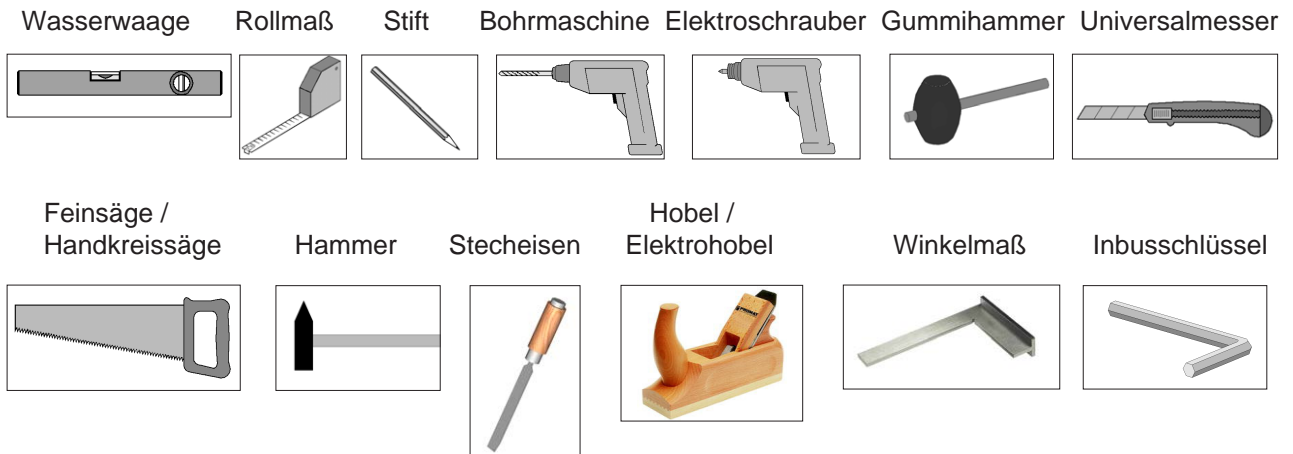 Wasserwaage Rollmaß Stift Bohrmaschine Elektroschrauber Gummihammer Universalmesser
Feinsäge / Hobel /
Handkreissäge Hammer Stecheisen Elektrohobel Winkelmaß Inbusschlüssel